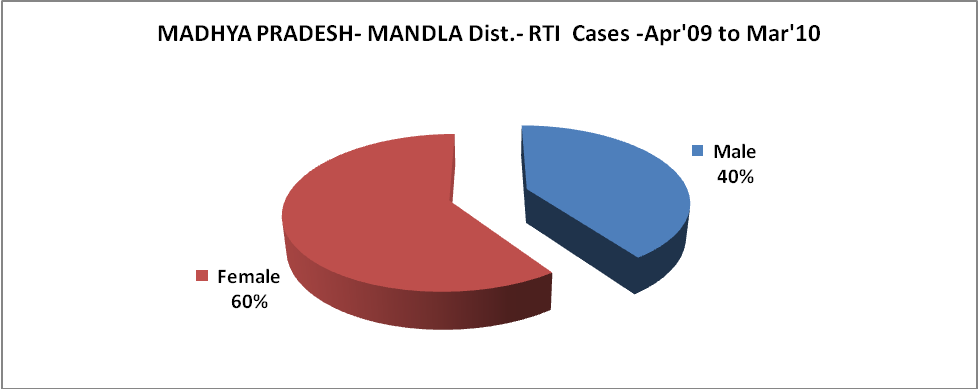 MADHYA PRADESH- MANDLA Dist.- RTI  Cases -Apr'09 to Mar'10
Male
40%
Female
60%